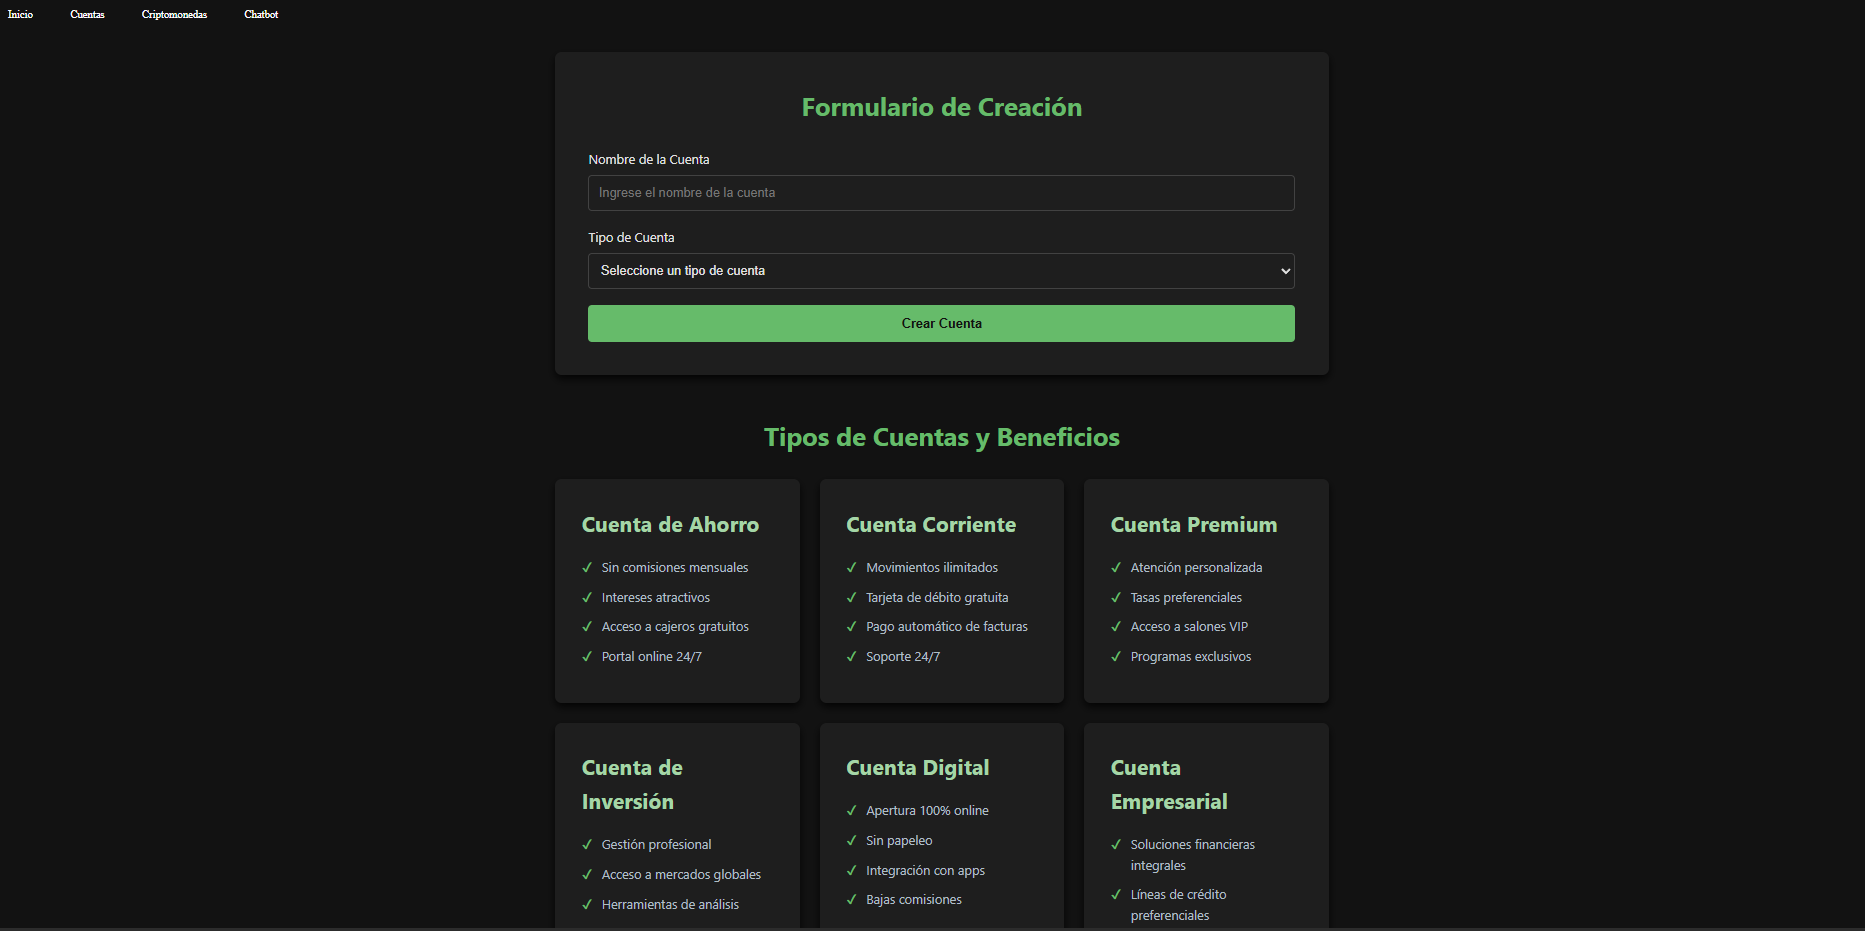 Inicio Cuentas Criptomonedas Chatbot
Formulario de Creación
Nombre de la Cuenta
Ingrese el nombre de la cuenta
Tipo de Cuenta
Seleccione un tipo de cuenta
Crear Cuenta
Tipos de Cuentas y Beneficios
Cuenta de Ahorro
✓ Sin comisiones mensuales
✓ Intereses atractivos
✓ Acceso a cajeros gratuitos
✓ Portal online 24/7
Cuenta Corriente
✓ Movimientos ilimitados
✓ Tarjeta de débito gratuita
✓ Pago automático de facturas
✓ Soporte 24/7
Cuenta Premium
✓ Atención personalizada
✓ Tasas preferenciales
✓ Acceso a salones VIP
✓ Programas exclusivos
Cuenta de
Inversión
✓ Gestión profesional
✓ Acceso a mercados globales
✓ Herramientas de análisis
Cuenta Digital
✓ Apertura 100% online
✓ Sin papeleo
✓ Integración con apps
✓ Bajas comisiones
Cuenta
Empresarial
✓ Soluciones financieras
integrales
✓ Líneas de crédito
preferenciales